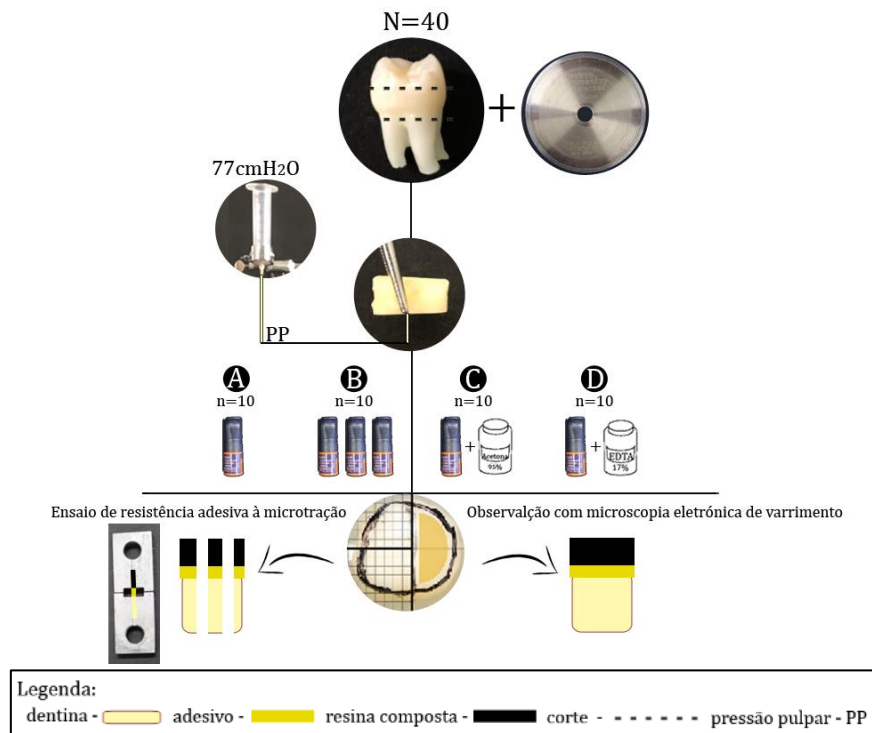 N=40
77cmH2O
PP
A B C D
n=10 n=10 n=10 n=10
Acetona
95%
EDTA
17%
Ensaio de resistência adesiva à microtração
Observalção com microscopia eletrónica de varrimento
Legenda:
dentina - adesivo - resina composta - corte - pressão pulpar - PP